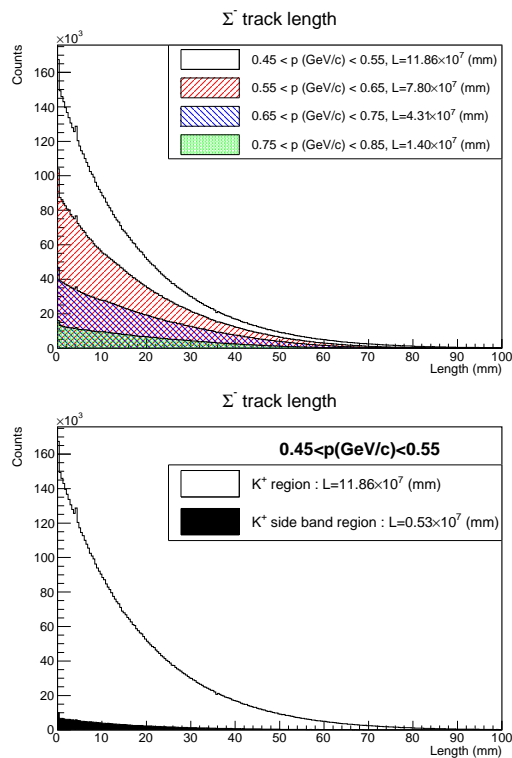 Σ⁻ track length
×10³
Counts
160
140
120
100
80
60
40
20
0
0.45 < p (GeV/c) < 0.55, L=11.86×10⁷ (mm)
0.55 < p (GeV/c) < 0.65, L=7.80×10⁷ (mm)
0.65 < p (GeV/c) < 0.75, L=4.31×10⁷ (mm)
0.75 < p (GeV/c) < 0.85, L=1.40×10⁷ (mm)
0 10 20 30 40 50 60 70 80 90 100
Length (mm)
Σ⁻ track length
×10³
Counts
160
140
120
100
80
60
40
20
0
0.45<p(GeV/c)<0.55
K⁺ region : L=11.86×10⁷ (mm)
K⁺ side band region : L=0.53×10⁷ (mm)
0 10 20 30 40 50 60 70 80 90 100
Length (mm)